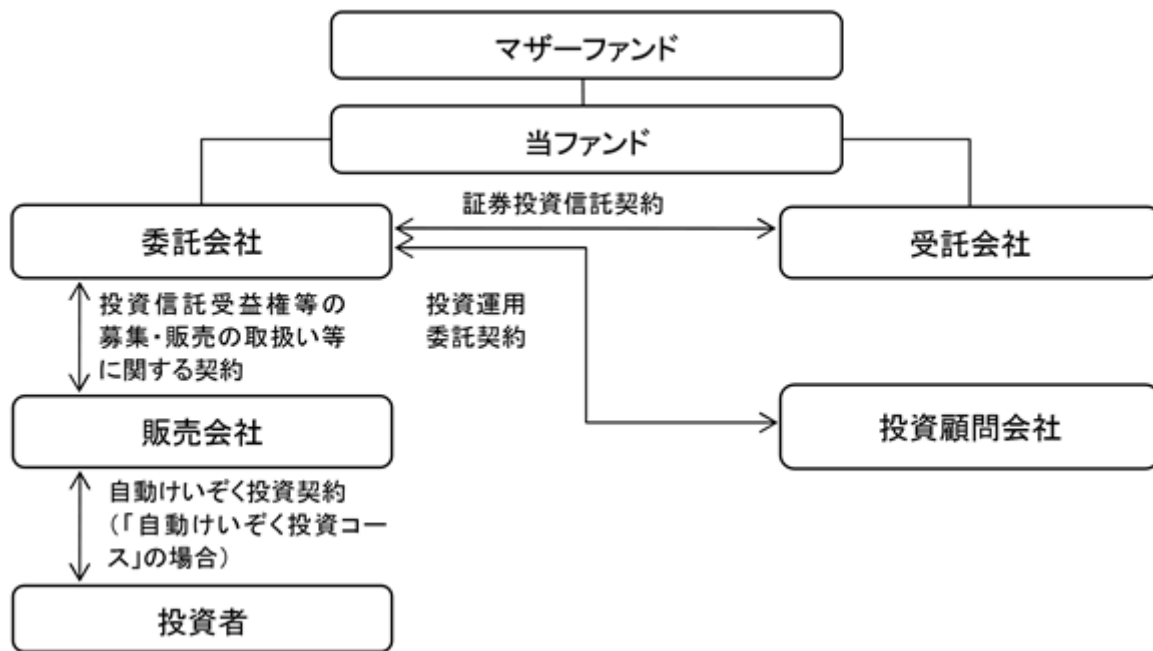 マザーファンド
当ファンド
証券投資信託契約
委託会社
受託会社
投資信託受益権等の
募集・販売の取扱い等
に関する契約
投資運用
委託契約
販売会社
投資顧問会社
自動けいぞく投資契約
(「自動けいぞく投資コー
ス」の場合)
投資者